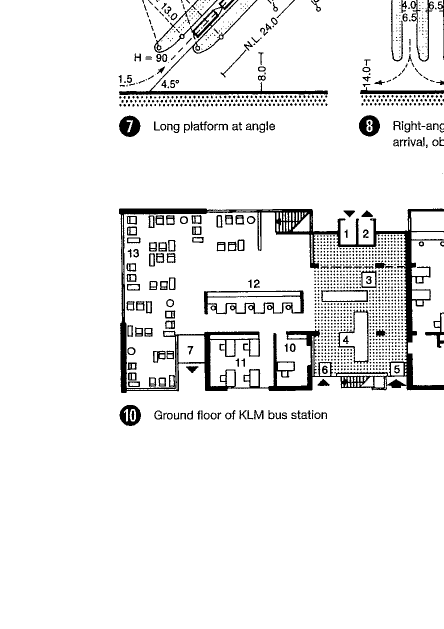 13.0
4.0 6.5
6.5
H = 90
N.L. 24.0
1.5
4.5°
8.0
14.0
7 Long platform at angle
8 Right-ang
arrival, ob
1 2
13
3
12
4
7
11
10
6
5
10 Ground floor of KLM bus station